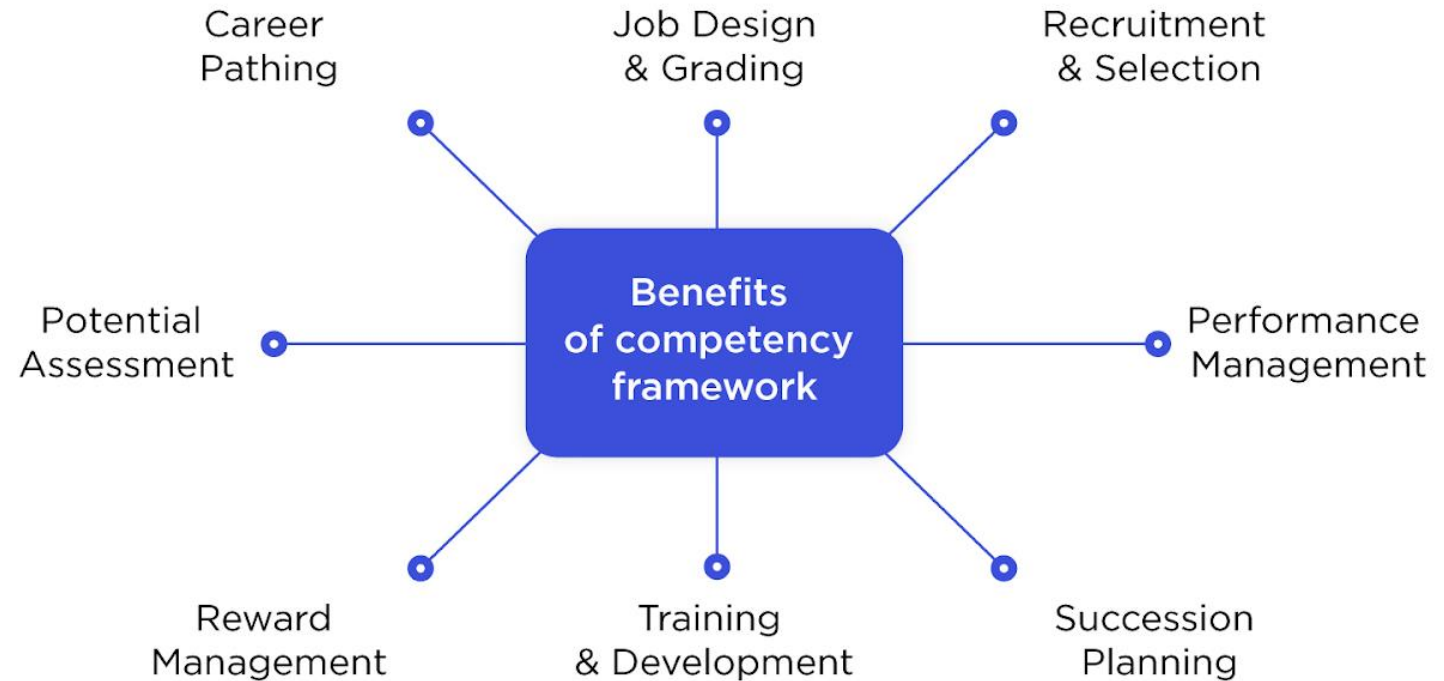 Career
Pathing
Job Design
& Grading
Recruitment
& Selection
Potential
Assessment
Benefits
of competency
framework
Performance
Management
Reward
Management
Training
& Development
Succession
Planning